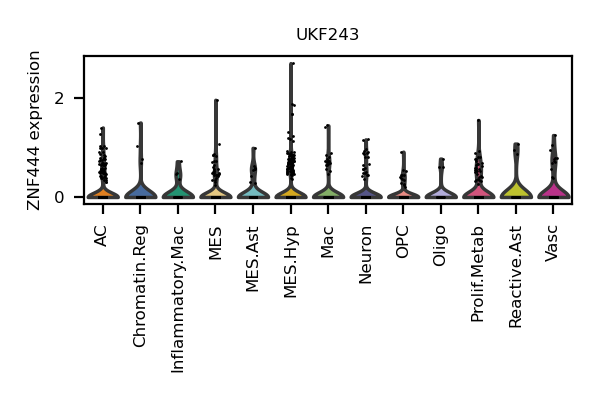 UKF243
ZNF444 expression
2
0
AC
Chromatin.Reg
Inflammatory.Mac
MES
MES.Ast
MES.Hyp
Mac
Neuron
OPC
Oligo
Prolif.Metab
Reactive.Ast
Vasc